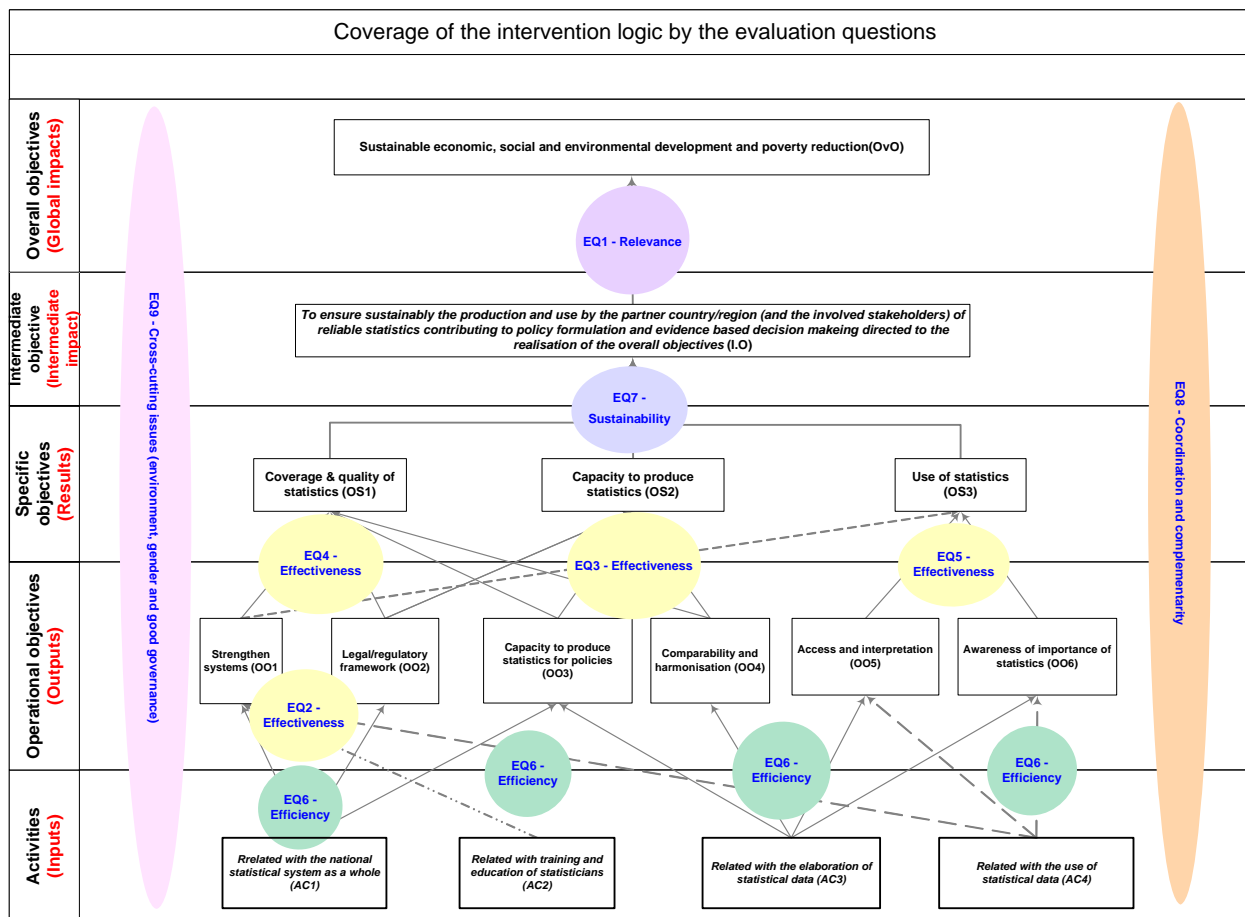 Coverage of the intervention logic by the evaluation questions
Overall objectives
(Global impacts)
Sustainable economic, social and environmental development and poverty reduction(OvO)
EQ1 - Relevance
Intermediate
objective
(Intermediate
impact)
To ensure sustainably the production and use by the partner country/region (and the involved stakeholders) of
reliable statistics contributing to policy formulation and evidence based decision makeing directed to the
realisation of the overall objectives (I.O)
EQ7 -
Sustainability
EQ9 - Cross-cutting issues (environment, gender and good governance)
EQ8 - Coordination and complementarity
Specific
objectives
(Results)
Coverage & quality of
statistics (OS1)
Capacity to produce
statistics (OS2)
Use of statistics
(OS3)
EQ4 -
Effectiveness
EQ3 - Effectiveness
EQ5 -
Effectiveness
Operational objectives
(Outputs)
Strengthen
systems (OO1
Legal/regulatory
framework (OO2)
Capacity to produce
statistics for policies
(OO3)
Comparability and
harmonisation (OO4)
Access and interpretation
(OO5)
Awareness of importance of
statistics (OO6)
EQ2 -
Effectiveness
EQ6 -
Efficiency
EQ6 -
Efficiency
EQ6 -
Efficiency
EQ6 -
Efficiency
Activities
(Inputs)
Rrelated with the national
statistical system as a whole
(AC1)
Related with training and
education of statisticians
(AC2)
Related with the elaboration of
statistical data (AC3)
Related with the use of
statistical data (AC4)